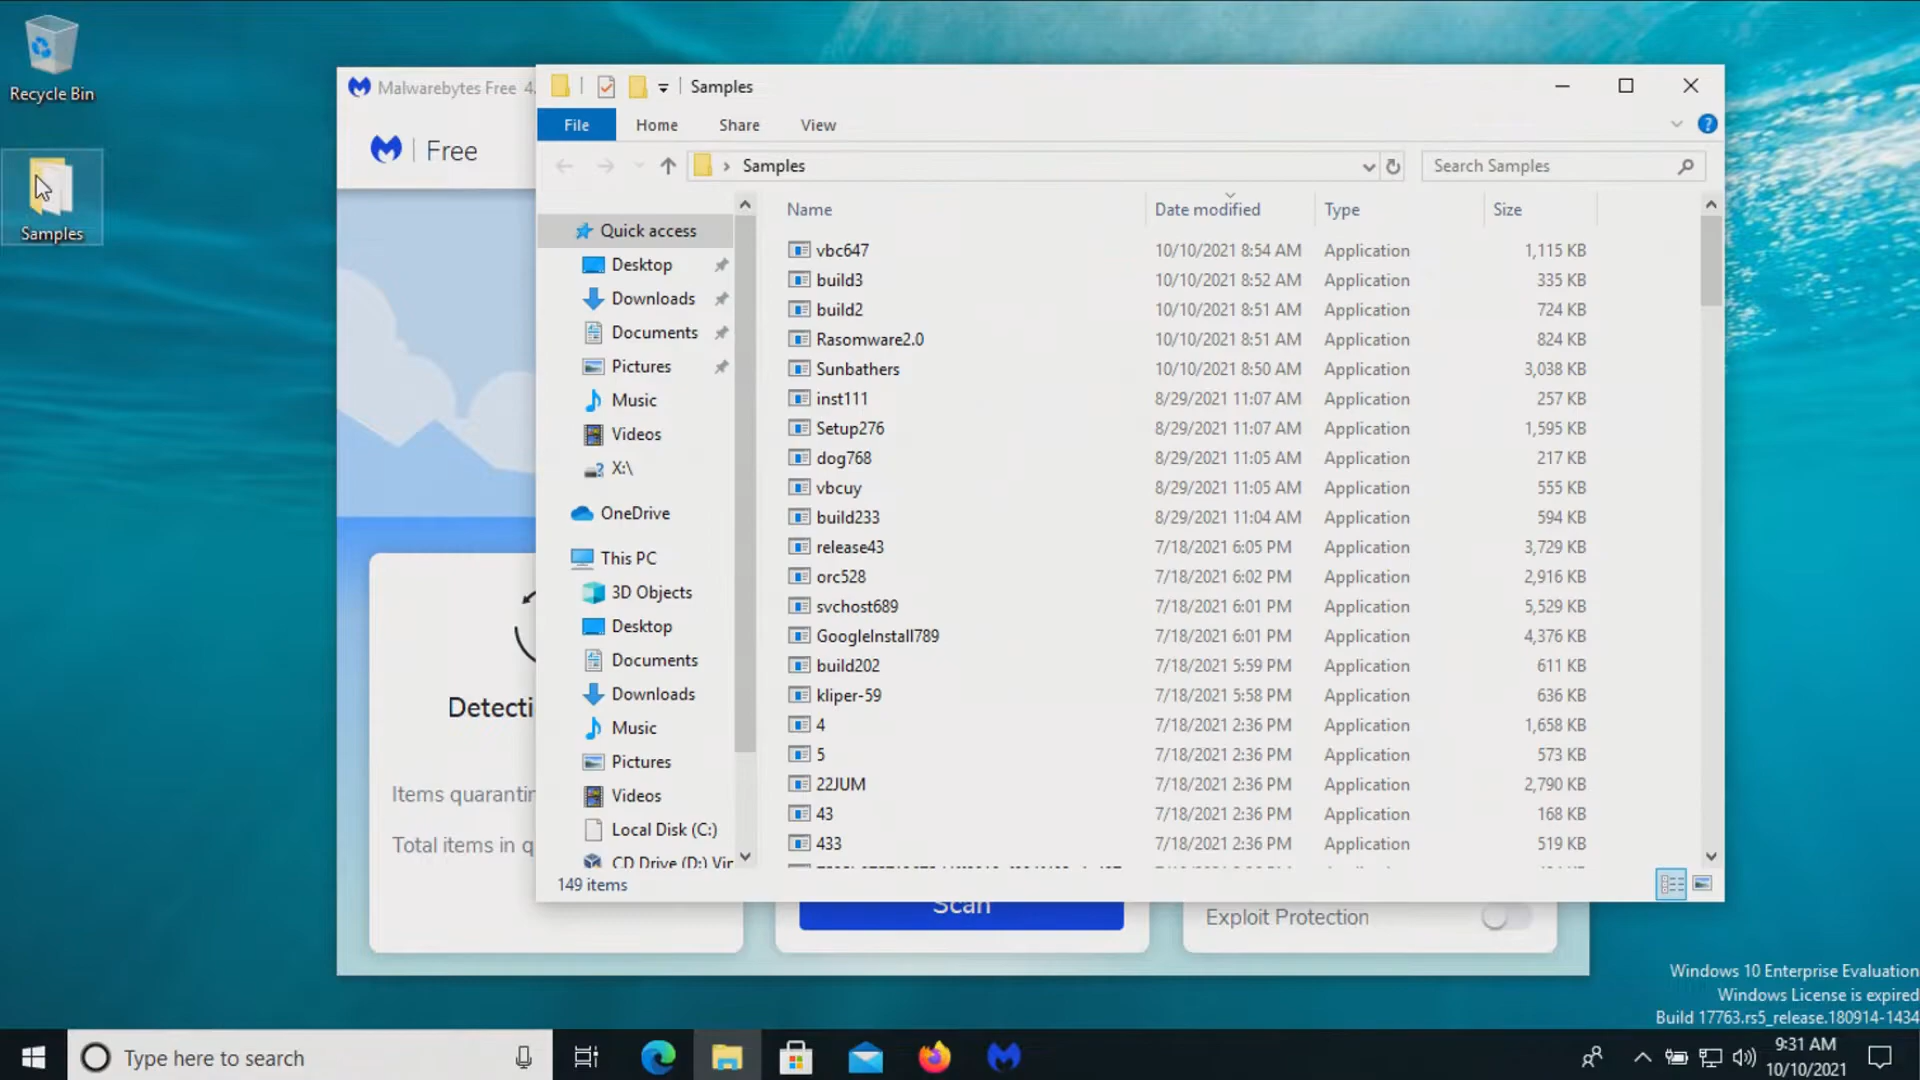 Recycle Bin
Samples
Malwarebytes Free 4.
Free
Samples
File Home Share View
Samples
Search Samples
Name Date modified Type Size
Quick access
Desktop
Downloads
Documents
Pictures
Music
Videos
X:\
OneDrive
This PC
3D Objects
Desktop
Documents
Downloads
Music
Pictures
Videos
Local Disk (C:)
CD Drive (D:) Vir
vbc647 10/10/2021 8:54 AM Application 1,115 KB
build3 10/10/2021 8:52 AM Application 335 KB
build2 10/10/2021 8:51 AM Application 724 KB
Rasomware2.0 10/10/2021 8:51 AM Application 824 KB
Sunbathers 10/10/2021 8:50 AM Application 3,038 KB
inst111 8/29/2021 11:07 AM Application 257 KB
Setup276 8/29/2021 11:07 AM Application 1,595 KB
dog768 8/29/2021 11:05 AM Application 217 KB
vbcuy 8/29/2021 11:05 AM Application 555 KB
build233 8/29/2021 11:04 AM Application 594 KB
release43 7/18/2021 6:05 PM Application 3,729 KB
orc528 7/18/2021 6:02 PM Application 2,916 KB
svchost689 7/18/2021 6:01 PM Application 5,529 KB
GoogleInstall789 7/18/2021 6:01 PM Application 4,376 KB
build202 7/18/2021 5:59 PM Application 611 KB
kliper-59 7/18/2021 5:58 PM Application 636 KB
4 7/18/2021 2:36 PM Application 1,658 KB
5 7/18/2021 2:36 PM Application 573 KB
22JUM 7/18/2021 2:36 PM Application 2,790 KB
43 7/18/2021 2:36 PM Application 168 KB
433 7/18/2021 2:36 PM Application 519 KB
149 items
Detecti
Items quarantin
Total items in q
Scan
Exploit Protection
Windows 10 Enterprise Evaluation
Windows License is expired
Build 17763.rs5_release.180914-1434
Type here to search
9:31 AM
10/10/2021